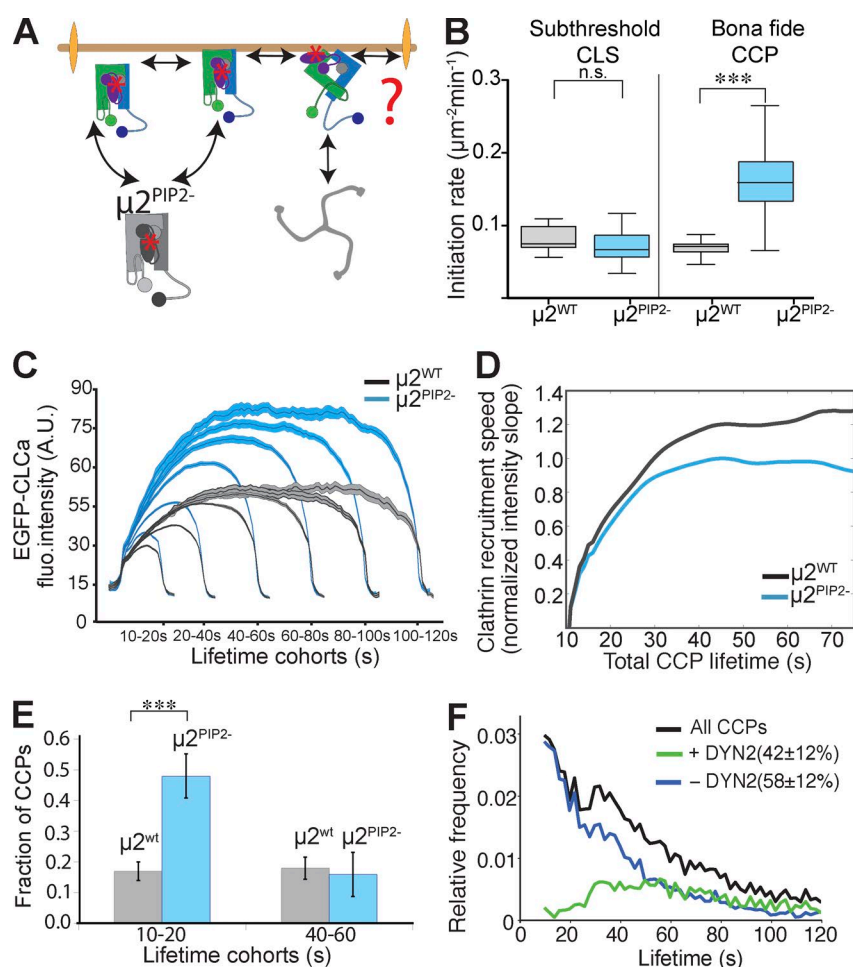 A
?
μ2^PIP2-
B
Subthreshold CLS
Bona fide CCP
n.s.
***
Initiation rate (μm⁻²min⁻¹)
0.3
0.2
0.1
μ2^WT
μ2^PIP2-
μ2^WT
μ2^PIP2-
C
μ2^WT
μ2^PIP2-
EGFP-CLCa
fluo.intensity (A.U.)
90
75
55
45
30
15
10-20s 20-40s 40-60s 60-80s 80-100s 100-120s
Lifetime cohorts (s)
D
Clathrin recruitment speed
(normalized intensity slope)
1.4
1.2
1.0
0.8
0.6
0.4
0.2
μ2^WT
μ2^PIP2-
10 20 30 40 50 60 70
Total CCP lifetime (s)
E
***
Fraction of CCPs
0.6
0.5
0.4
0.3
0.2
0.1
0.0
μ2^wt
μ2^PIP2-
μ2^wt
μ2^PIP2-
10-20
40-60
Lifetime cohorts (s)
F
All CCPs
+ DYN2(42±12%)
− DYN2(58±12%)
Relative frequency
0.03
0.02
0.01
0
0 20 40 60 80 100 120
Lifetime (s)